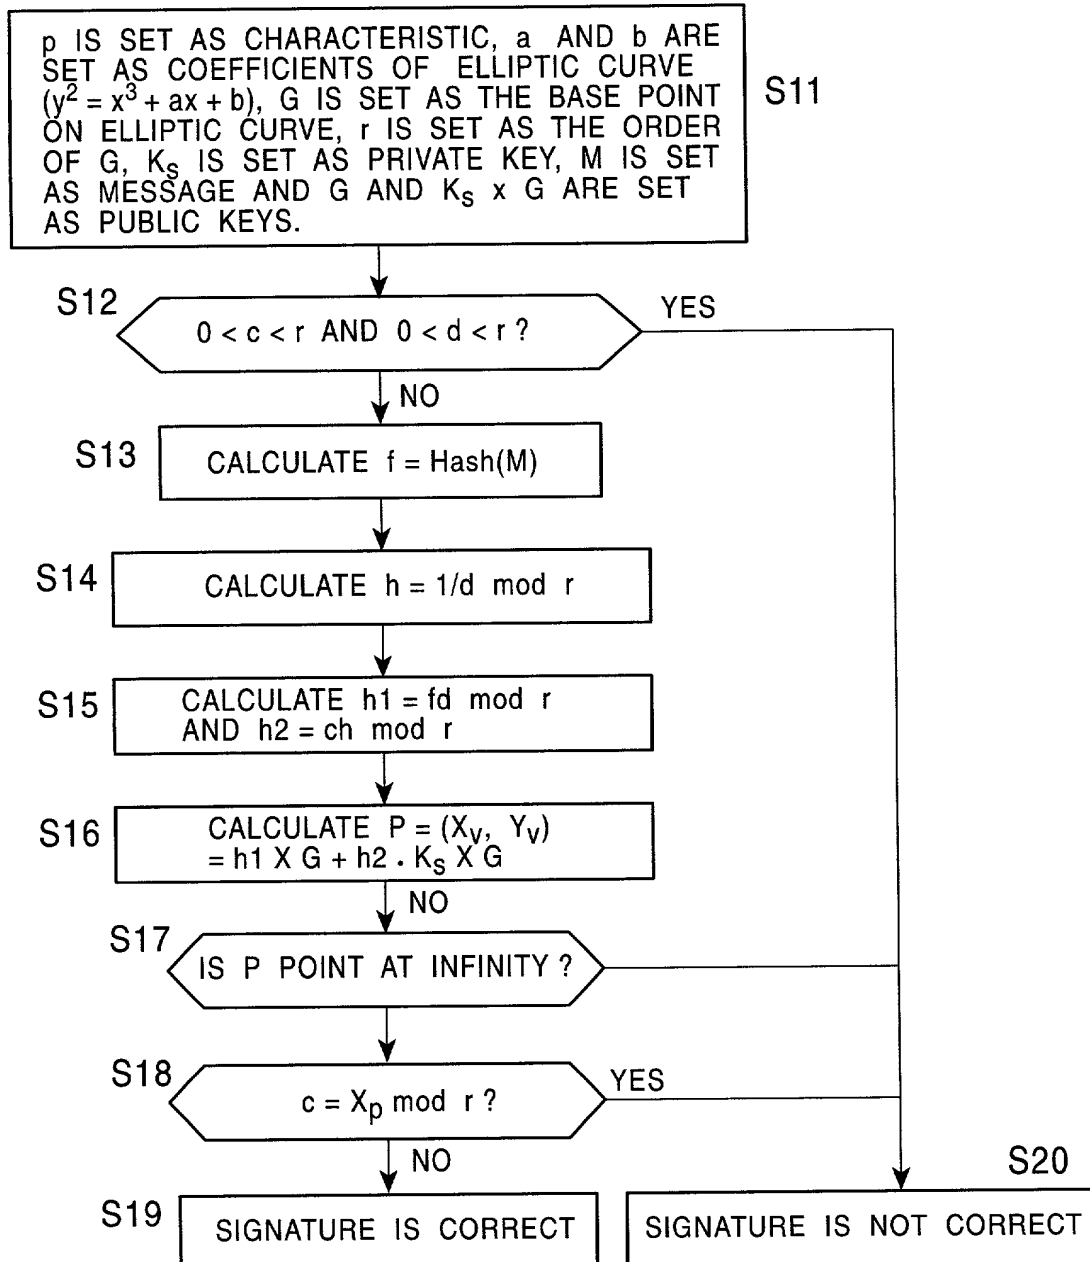 p IS SET AS CHARACTERISTIC, a AND b ARE
SET AS COEFFICIENTS OF ELLIPTIC CURVE
(y² = x³ + ax + b), G IS SET AS THE BASE POINT
ON ELLIPTIC CURVE, r IS SET AS THE ORDER
OF G, Kₛ IS SET AS PRIVATE KEY, M IS SET
AS MESSAGE AND G AND Kₛ x G ARE SET
AS PUBLIC KEYS.
S11
S12
0 < c < r AND 0 < d < r ?
YES
NO
S13
CALCULATE f = Hash(M)
S14
CALCULATE h = 1/d mod r
S15
CALCULATE h1 = fd mod r
AND h2 = ch mod r
S16
CALCULATE P = (Xᵥ, Yᵥ)
= h1 X G + h2 · Kₛ X G
NO
S17
IS P POINT AT INFINITY ?
S18
c = Xₚ mod r ?
YES
NO
S19
SIGNATURE IS CORRECT
S20
SIGNATURE IS NOT CORRECT